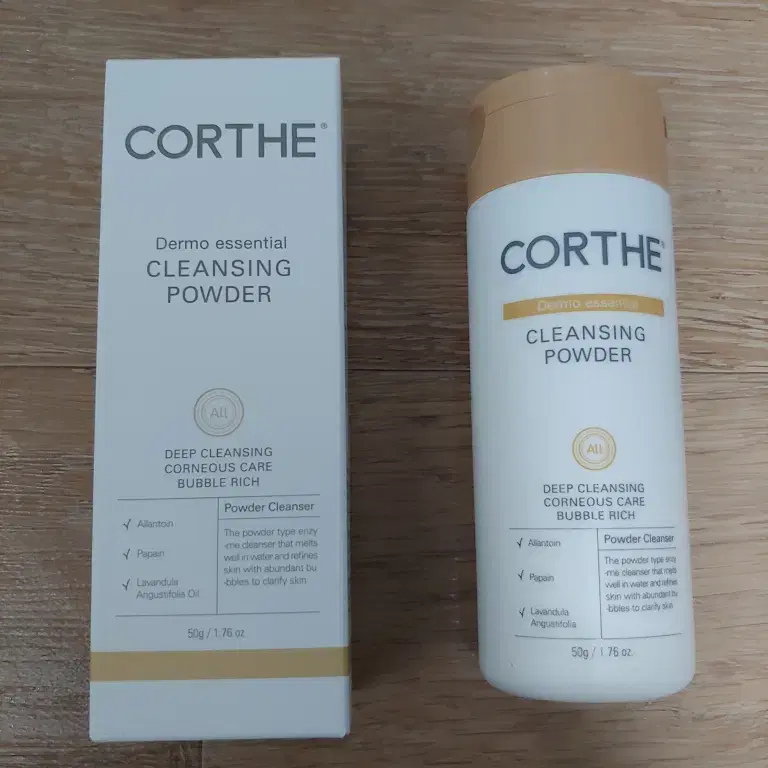 CORTHE®
Dermo essential
CLEANSING
POWDER
All
DEEP CLEANSING
CORNEOUS CARE
BUBBLE RICH
✓ Allantoin
✓ Papain
✓ Lavandula
Angustifolia Oil
Powder Cleanser
The powder type enzy
-me cleanser that melts
well in water and refines
skin with abundant bu
-bbles to clarify skin
50g / 1.76 oz.
CORTHE®
Dermo essential
CLEANSING
POWDER
All
DEEP CLEANSING
CORNEOUS CARE
BUBBLE RICH
✓ Allantoin
✓ Papain
✓ Lavandula
Angustifolia
Powder Cleanser
The powder type enzy
-me cleanser that melts
well in water and refines
skin with abundant bu
-bbles to clarify skin
50g / 1.76 oz.